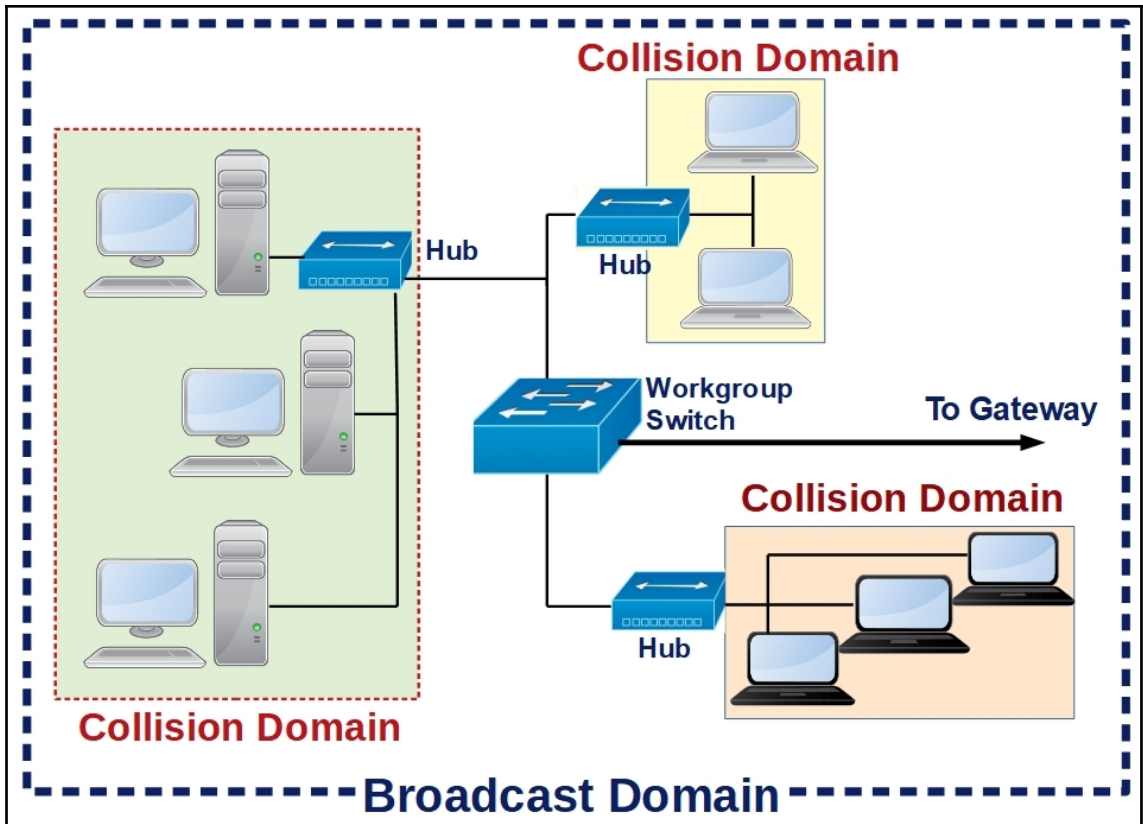 Collision Domain
Hub
Hub
Workgroup
Switch
To Gateway
Collision Domain
Hub
Collision Domain
Broadcast Domain